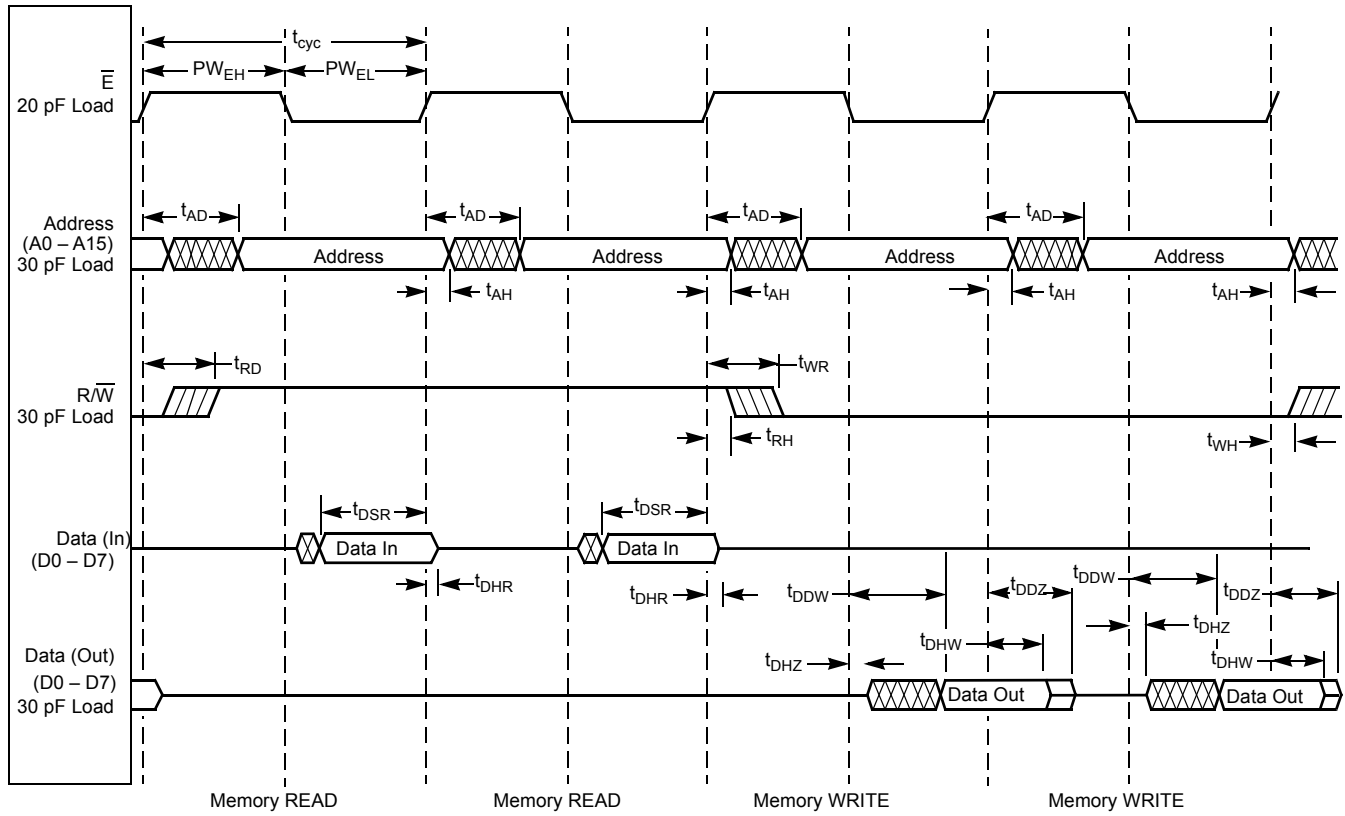 tcyc
PWEH PWEL
E
20 pF Load
tAD tAD tAD tAD
Address
(A0 – A15)
30 pF Load
Address Address Address Address
tAH tAH tAH tAH
tRD tWR
R/W
30 pF Load
tRH tWH
tDSR tDSR
Data (In)
(D0 – D7)
Data In Data In
tDHR tDHR tDDW tDDZ tDDW tDDZ
tDHZ tDHW tDHZ tDHW
Data (Out)
(D0 – D7)
30 pF Load
Data Out Data Out
Memory READ Memory READ Memory WRITE Memory WRITE